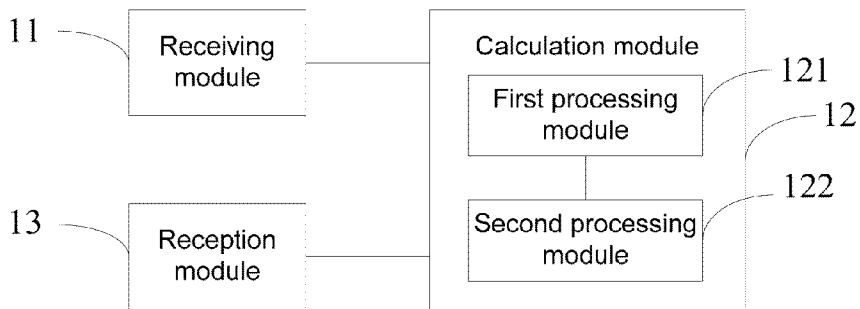 11
Receiving
module
Calculation module
First processing
module
121
12
Second processing
module
122
13
Reception
module